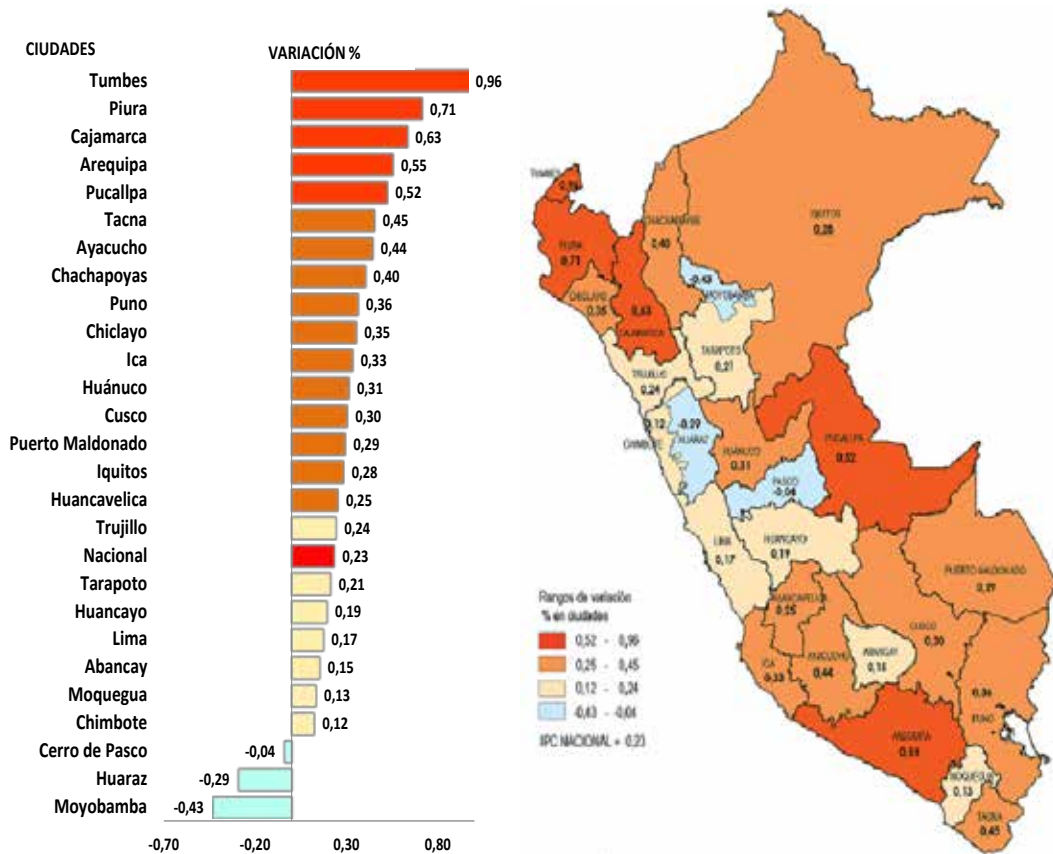 CIUDADES VARIACIÓN %
Tumbes 0,96
Piura 0,71
Cajamarca 0,63
Arequipa 0,55
Pucallpa 0,52
Tacna 0,45
Ayacucho 0,44
Chachapoyas 0,40
Puno 0,36
Chiclayo 0,35
Ica 0,33
Huánuco 0,31
Cusco 0,30
Puerto Maldonado 0,29
Iquitos 0,28
Huancavelica 0,25
Trujillo 0,24
Nacional 0,23
Tarapoto 0,21
Huancayo 0,19
Lima 0,17
Abancay 0,15
Moquegua 0,13
Chimbote 0,12
Cerro de Pasco -0,04
Huaraz -0,29
Moyobamba -0,43
-0,70 -0,20 0,30 0,80
TUMBES
CHACHAPOYAS
0,40
IQUITOS
0,28
PIURA
0,71
-0,43
MOYOBAMBA
CHICLAYO
0,35
0,63
CAJAMARCA
TARAPOTO
0,21
TRUJILLO
0,24
0,12
CHIMBOTE
-0,29
HUARAZ
HUANUCO
0,31
PUCALLPA
0,52
PASCO
-0,04
LIMA
0,17
HUANCAYO
0,19
PUERTO MALDONADO
HUANCAVELICA
0,25
CUSCO
0,30
ICA
0,33
AYACUCHO
0,44
ABANCAY
0,15
PUNO
AREQUIPA
MOQUEGUA
0,13
TACNA
0,45
Rangos de variación
% en ciudades
0,52 - 0,96
0,25 - 0,45
0,12 - 0,24
-0,43 - -0,04
IPC NACIONAL = 0,23